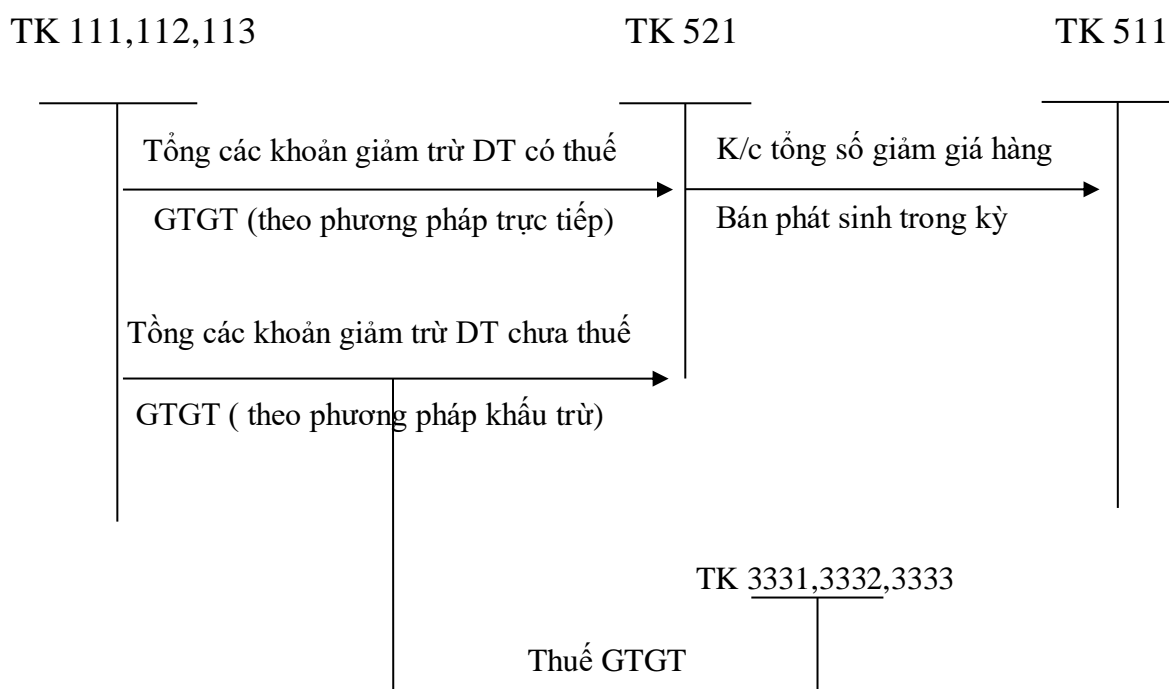 TK 111,112,113 TK 521 TK 511
Tổng các khoản giảm trừ DT có thuế
GTGT (theo phương pháp trực tiếp)
K/c tổng số giảm giá hàng
Bán phát sinh trong kỳ
Tồng các khoản giảm trừ DT chưa thuế
GTGT ( theo phương pháp khấu trừ)
TK 3331,3332,3333
Thuế GTGT